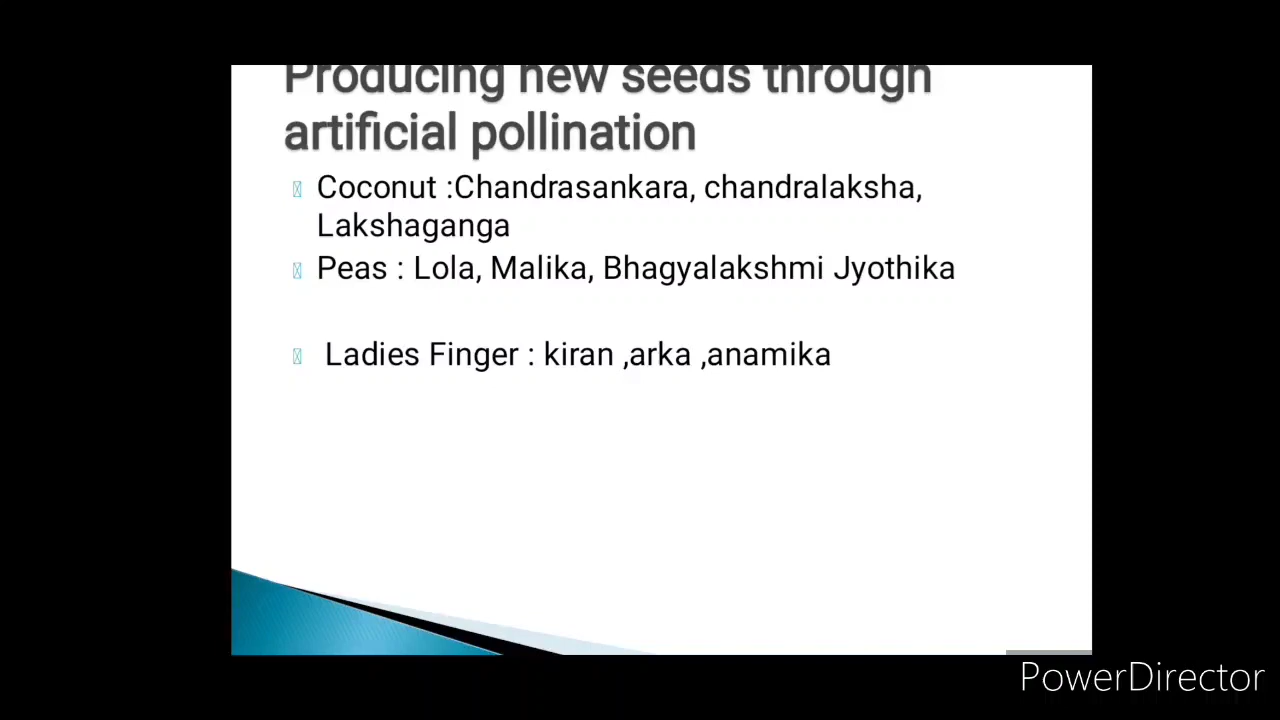 Producing new seeds through
artificial pollination
Coconut :Chandrasankara, chandralaksha,
Lakshaganga
Peas : Lola, Malika, Bhagyalakshmi Jyothika
Ladies Finger : kiran ,arka ,anamika
PowerDirector